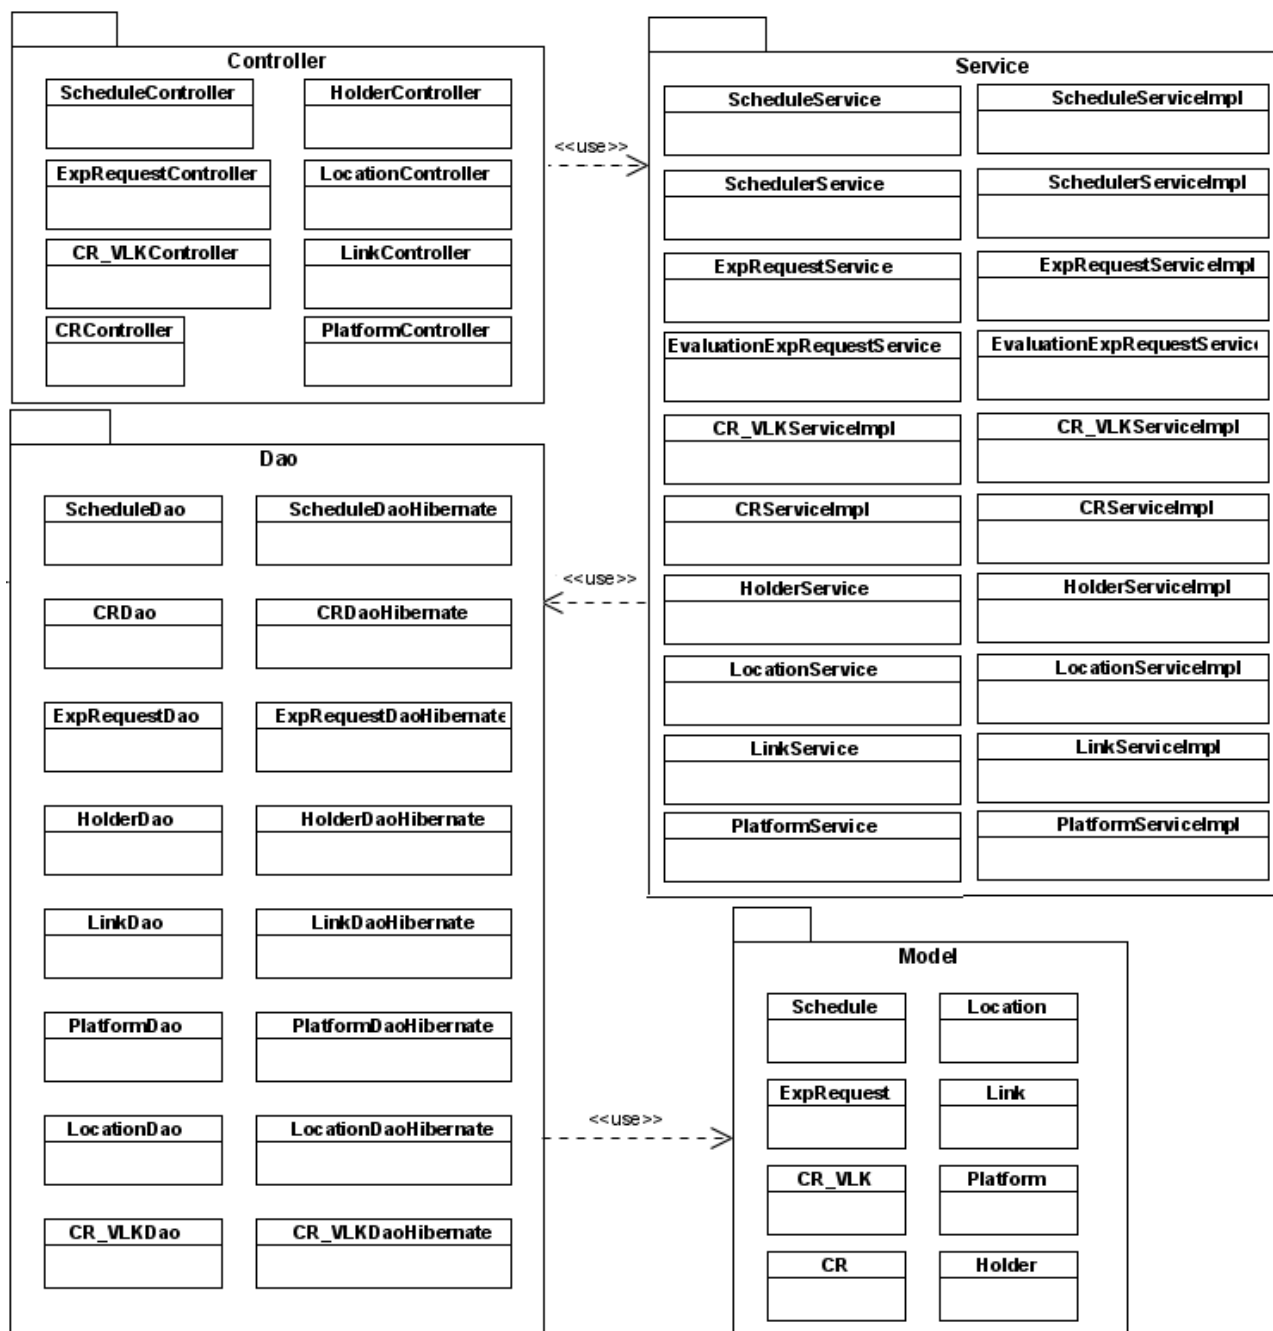 Controller
ScheduleController
HolderController
ExpRequestController
LocationController
CR_VLKController
LinkController
CRController
PlatformController
<<use>>
Service
ScheduleService
ScheduleServiceImpl
SchedulerService
SchedulerServiceImpl
ExpRequestService
ExpRequestServiceImpl
EvaluationExpRequestService
EvaluationExpRequestService
CR_VLKServiceImpl
CR_VLKServiceImpl
CRServiceImpl
CRServiceImpl
HolderService
HolderServiceImpl
LocationService
LocationServiceImpl
LinkService
LinkServiceImpl
PlatformService
PlatformServiceImpl
<<use>>
Dao
ScheduleDao
ScheduleDaoHibernate
CRDao
CRDaoHibernate
ExpRequestDao
ExpRequestDaoHibernate
HolderDao
HolderDaoHibernate
LinkDao
LinkDaoHibernate
PlatformDao
PlatformDaoHibernate
LocationDao
LocationDaoHibernate
CR_VLKDao
CR_VLKDaoHibernate
<<use>>
Model
Schedule
Location
ExpRequest
Link
CR_VLK
Platform
CR
Holder